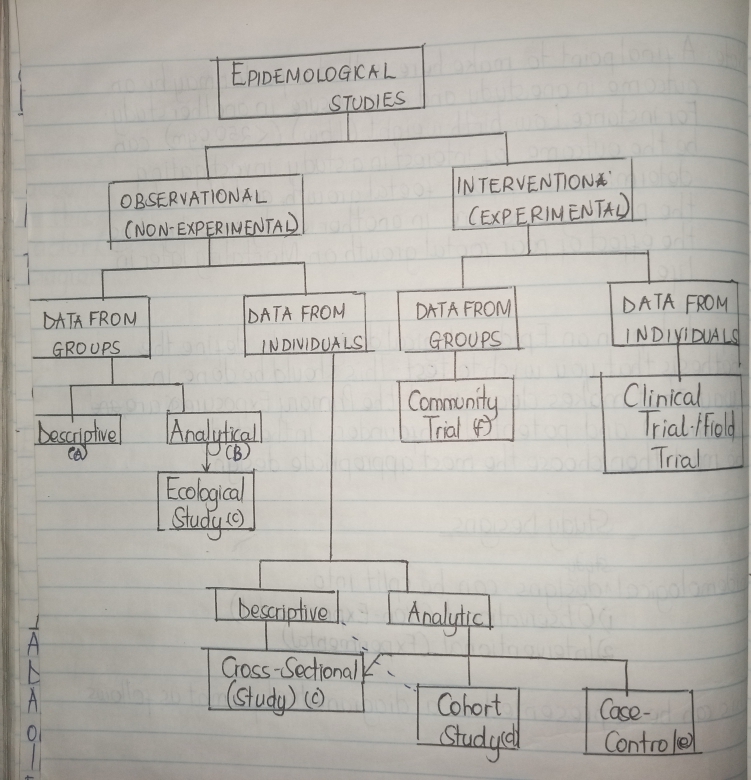 EPIDEMOLOGICAL
STUDIES
OBSERVATIONAL
(NON-EXPERIMENTAL)
INTERVENTION
(EXPERIMENTAL)
DATA FROM
GROUPS
DATA FROM
INDIVIDUALS
DATA FROM
GROUPS
DATA FROM
INDIVIDUALS
Descriptive
(A)
Analytical
(B)
Ecological
Study (c)
Community
Trial (f)
Clinical
Trial/Field
Trial
Descriptive
Analytic
Cross-Sectional
(Study) (c)
Cohort
Study(d)
Case-
Control(e)